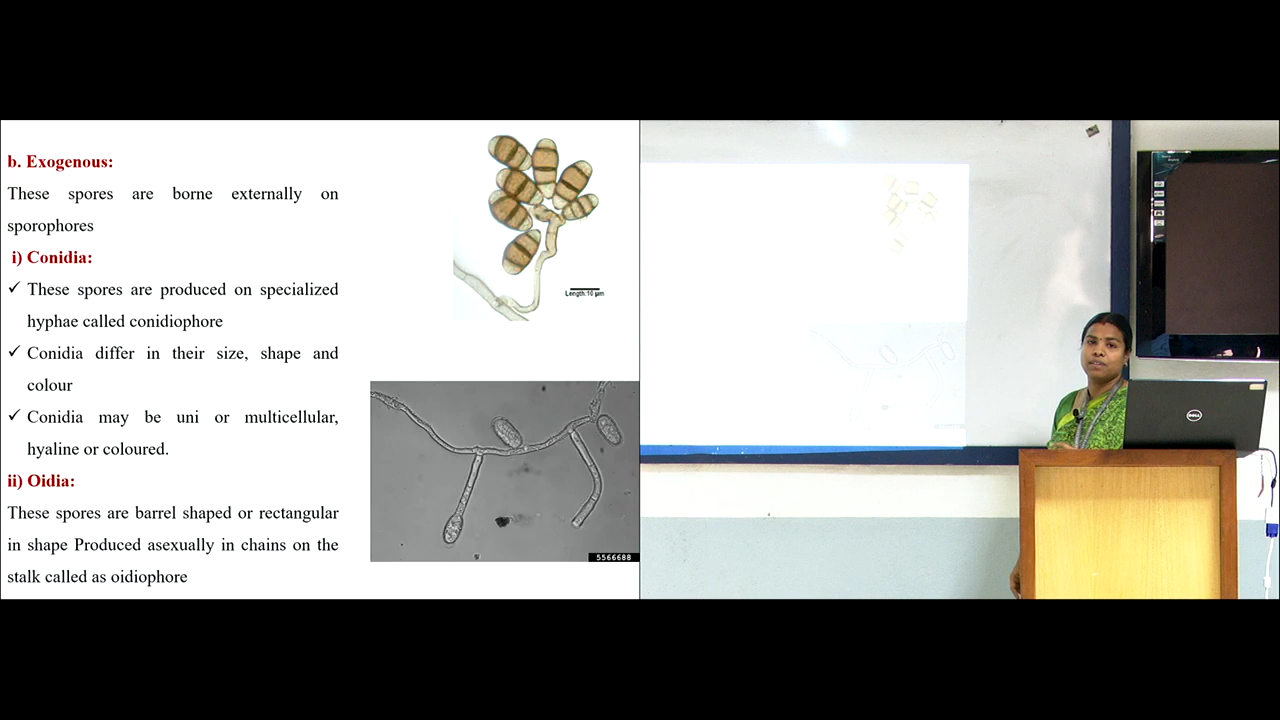 b. Exogenous:
These spores are borne externally on
sporophores
i) Conidia:
✓ These spores are produced on specialized
hyphae called conidiophore
✓ Conidia differ in their size, shape and
colour
✓ Conidia may be uni or multicellular,
hyaline or coloured.
ii) Oidia:
These spores are barrel shaped or rectangular
in shape Produced asexually in chains on the
stalk called as oidiophore
Length:10 µm
5566688
DELL